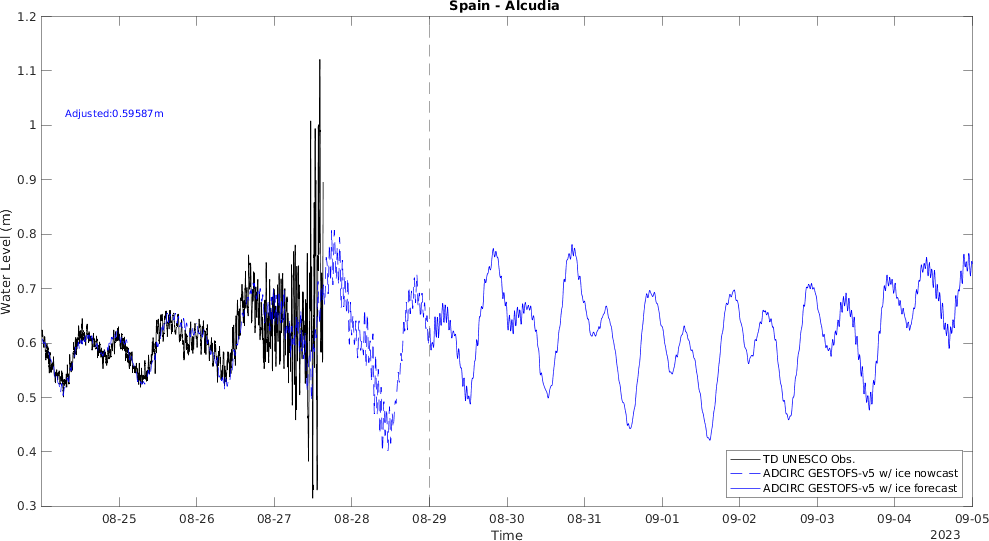 Spain - Alcudia
1.2
1.1
1
0.9
0.8
0.7
0.6
0.5
0.4
0.3
Water Level (m)
Adjusted:0.59587m
TD UNESCO Obs.
ADCIRC GESTOFS-v5 w/ ice nowcast
ADCIRC GESTOFS-v5 w/ ice forecast
08-25 08-26 08-27 08-28 08-29 08-30 08-31 09-01 09-02 09-03 09-04 09-05
Time
2023